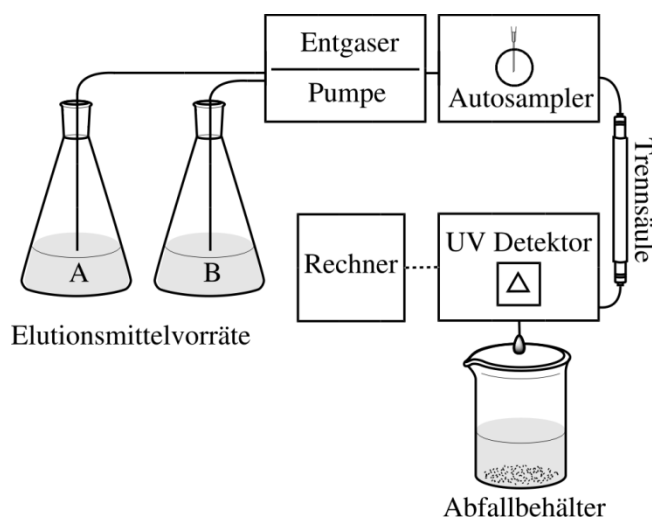 Entgaser
Pumpe
Autosampler
Trennsäule
A
B
Rechner
UV Detektor
Elutionsmittelvorräte
Abfallbehälter